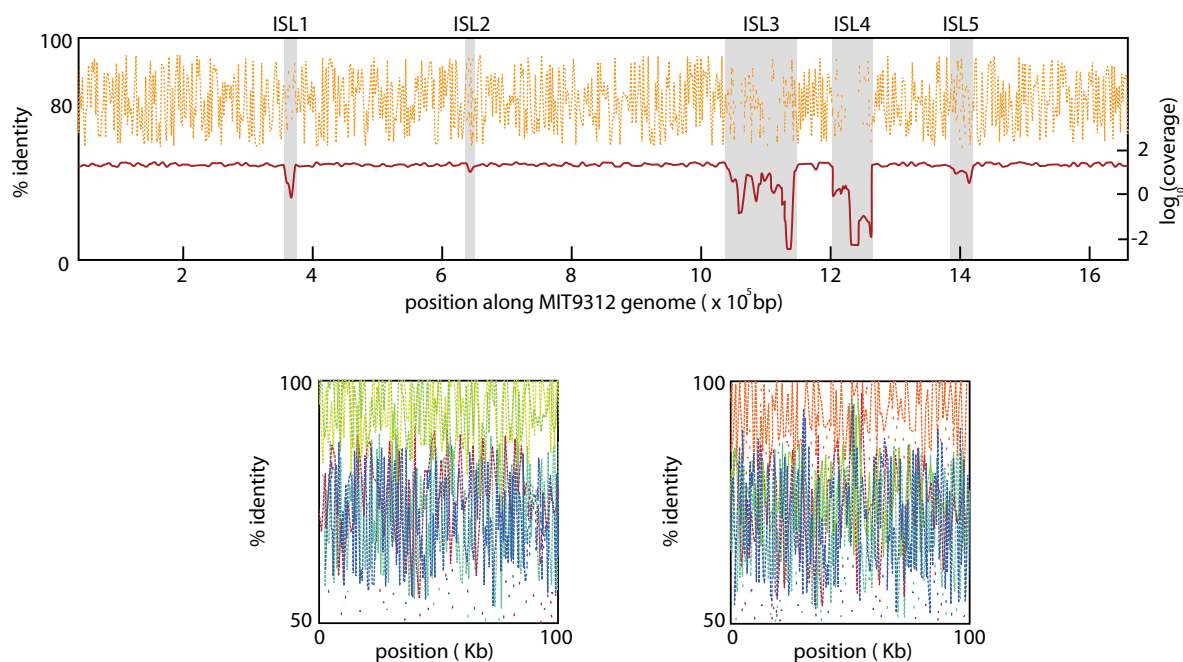 ISL1 ISL2 ISL3 ISL4 ISL5
100
80
0
% identity
2
0
-2
log10(coverage)
2 4 6 8 10 12 14 16
position along MIT9312 genome ( x 10^5 bp)
100
50
% identity
0 100
position ( Kb)
100
50
% identity
0 100
position ( Kb)